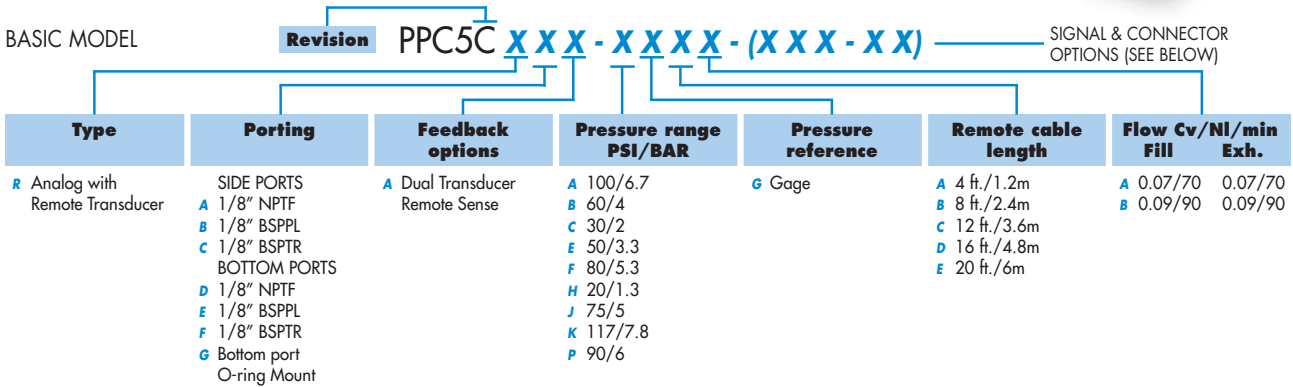 BASIC MODEL
Revision
PPC5C X X X - X X X X - (X X X - X X)
SIGNAL & CONNECTOR
OPTIONS (SEE BELOW)
Type
R Analog with
Remote Transducer
Porting
SIDE PORTS
A 1/8″ NPTF
B 1/8″ BSPPL
C 1/8″ BSPTR
BOTTOM PORTS
D 1/8″ NPTF
E 1/8″ BSPPL
F 1/8″ BSPTR
G Bottom port
O-ring Mount
Feedback
options
A Dual Transducer
Remote Sense
Pressure range
PSI/BAR
A 100/6.7
B 60/4
C 30/2
E 50/3.3
F 80/5.3
H 20/1.3
J 75/5
K 117/7.8
P 90/6
Pressure
reference
G Gage
Remote cable
length
A 4 ft./1.2m
B 8 ft./2.4m
C 12 ft./3.6m
D 16 ft./4.8m
E 20 ft./6m
Flow Cv/Nl/min
Fill Exh.
A 0.07/70 0.07/70
B 0.09/90 0.09/90